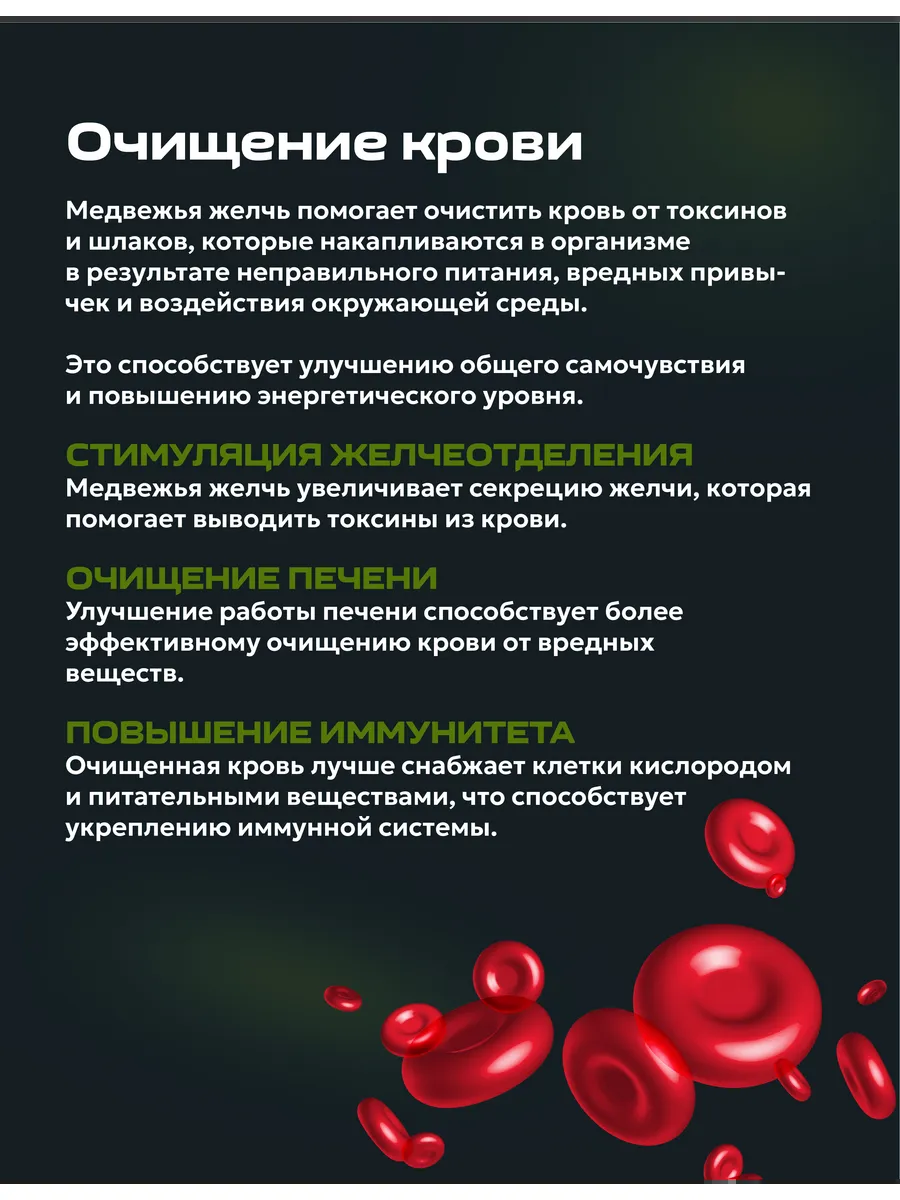 Очищение крови
Медвежья желчь помогает очистить кровь от токсинов
и шлаков, которые накапливаются в организме
в результате неправильного питания, вредных привы-
чек и воздействия окружающей среды.
Это способствует улучшению общего самочувствия
и повышению энергетического уровня.
СТИМУЛЯЦИЯ ЖЕЛЧЕОТДЕЛЕНИЯ
Медвежья желчь увеличивает секрецию желчи, которая
помогает выводить токсины из крови.
ОЧИЩЕНИЕ ПЕЧЕНИ
Улучшение работы печени способствует более
эффективному очищению крови от вредных
веществ.
ПОВЫШЕНИЕ ИММУНИТЕТА
Очищенная кровь лучше снабжает клетки кислородом
и питательными веществами, что способствует
укреплению иммунной системы.